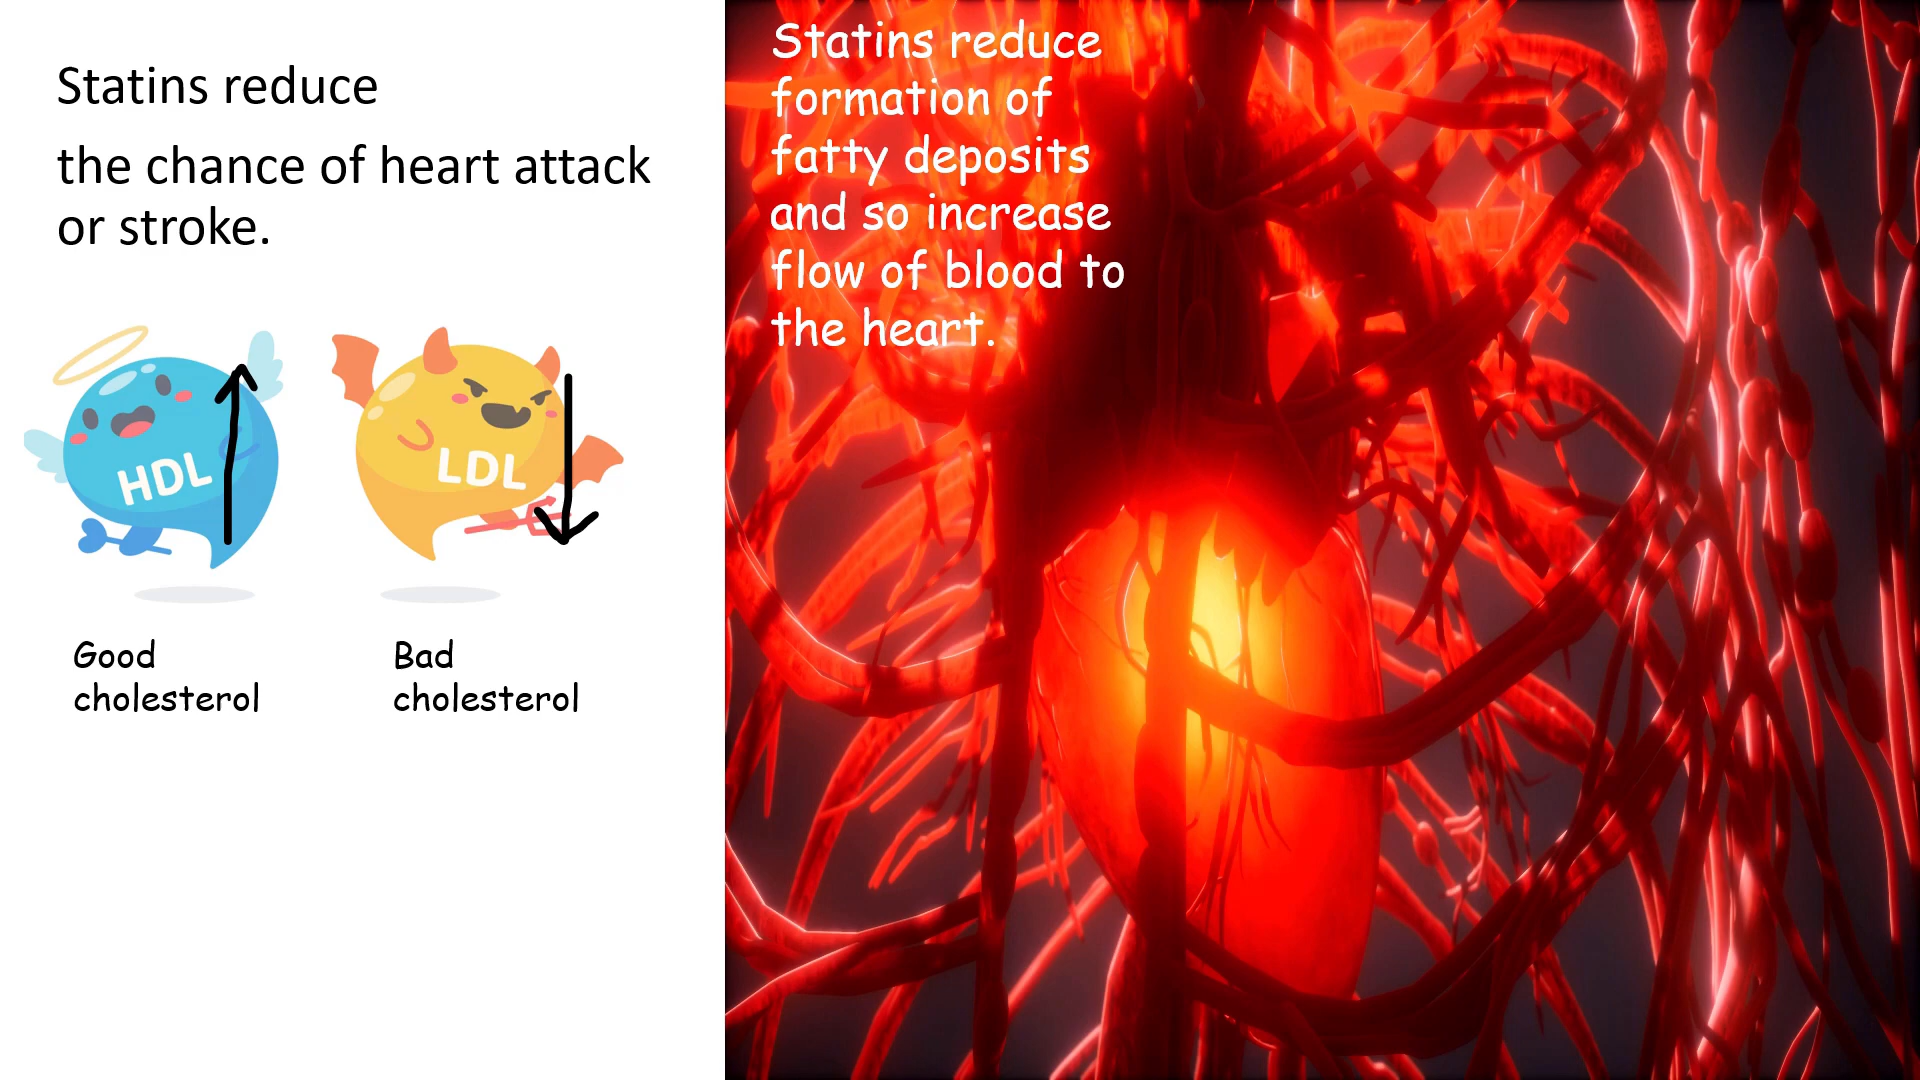 Statins reduce
the chance of heart attack
or stroke.
HDL
LDL
Good
cholesterol
Bad
cholesterol
Statins reduce
formation of
fatty deposits
and so increase
flow of blood to
the heart.